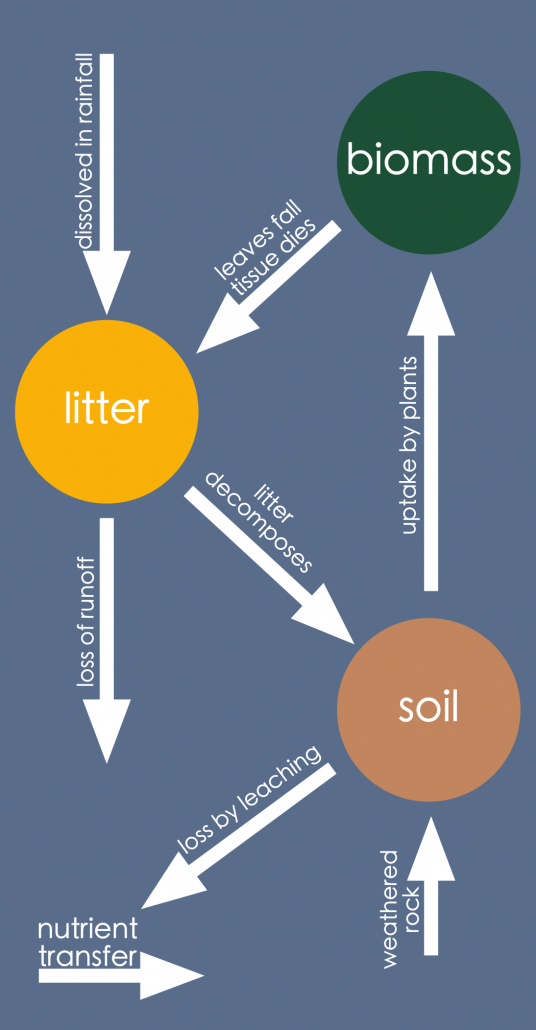 dissolved in rainfall
biomass
leaves fall
tissue dies
litter
uptake by plants
litter
decomposes
loss of runoff
soil
loss by leaching
weathered
rock
nutrient
transfer